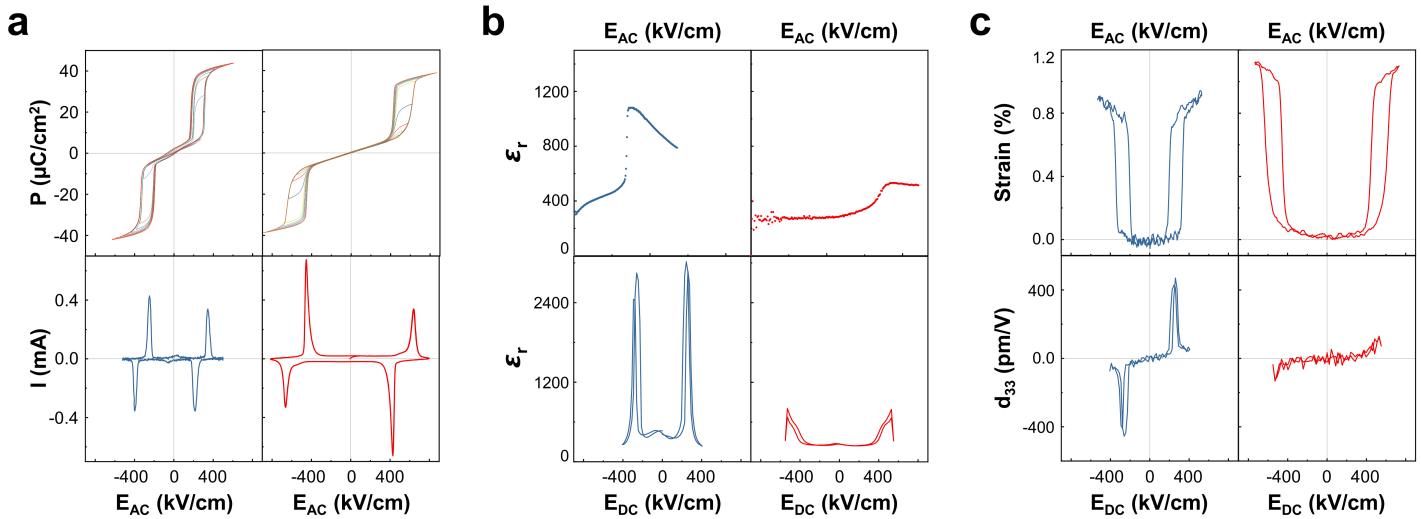 a
b
c
E_AC (kV/cm)
E_AC (kV/cm)
E_AC (kV/cm)
E_AC (kV/cm)
P (μC/cm²)
40
20
0
-20
-40
I (mA)
0.4
0.0
-0.4
-400 0 400
-400 0 400
E_AC (kV/cm)
E_AC (kV/cm)
ε_r
1200
800
400
0
ε_r
2400
1200
0
-400 0 400
-400 0 400
E_DC (kV/cm)
E_DC (kV/cm)
Strain (%)
1.2
0.8
0.4
0.0
d₃₃ (pm/V)
400
0.0
-400
-400 0 400
-400 0 400
E_DC (kV/cm)
E_DC (kV/cm)